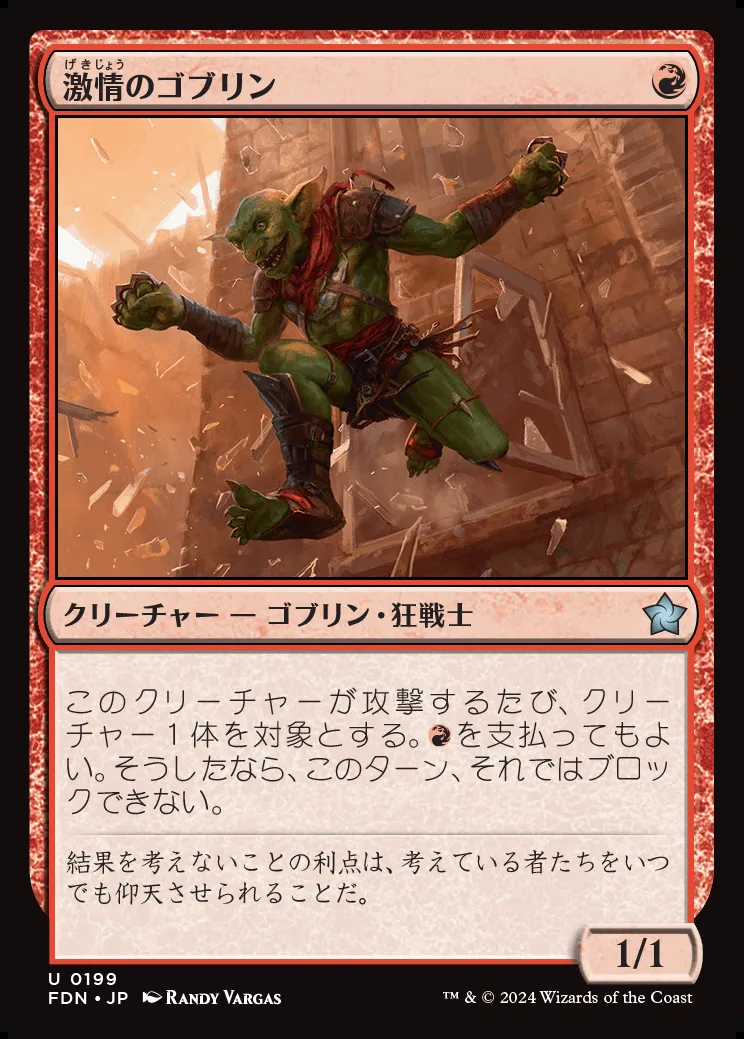 げきじょう
激情のゴブリン
クリーチャー — ゴブリン・狂戦士
このクリーチャーが攻撃するたび、クリー
チャー１体を対象とする。を支払ってもよ
い。そうしたなら、このターン、それではブロッ
クできない。
結果を考えないことの利点は、考えている者たちをいつ
でも仰天させられることだ。
1/1
U 0199
FDN • JP RANDY VARGAS
™ & © 2024 Wizards of the Coast